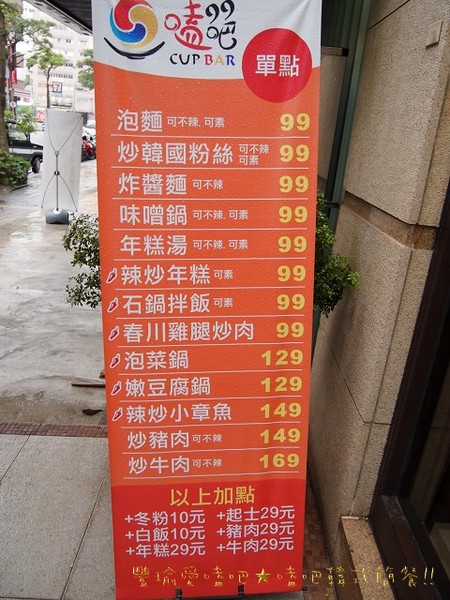 嗑99吧
CUP BAR
單點
泡麵 可不辣.可素 99
炒韓國粉絲 可不辣 可素 99
炸醬麵 可不辣 99
味噌鍋 可不辣.可素 99
年糕湯 可不辣.可素 99
辣炒年糕 可素 99
石鍋拌飯 可素 99
春川雞腿炒肉 99
泡菜鍋 129
嫩豆腐鍋 129
辣炒小章魚 149
炒豬肉 可不辣 149
炒牛肉 可不辣 169
以上加點
+冬粉10元 +起士29元
+白飯10元 +豬肉29元
+年糕29元 +牛肉29元
豐瑜愛嗑吧★嗑吧韓式簡餐!!